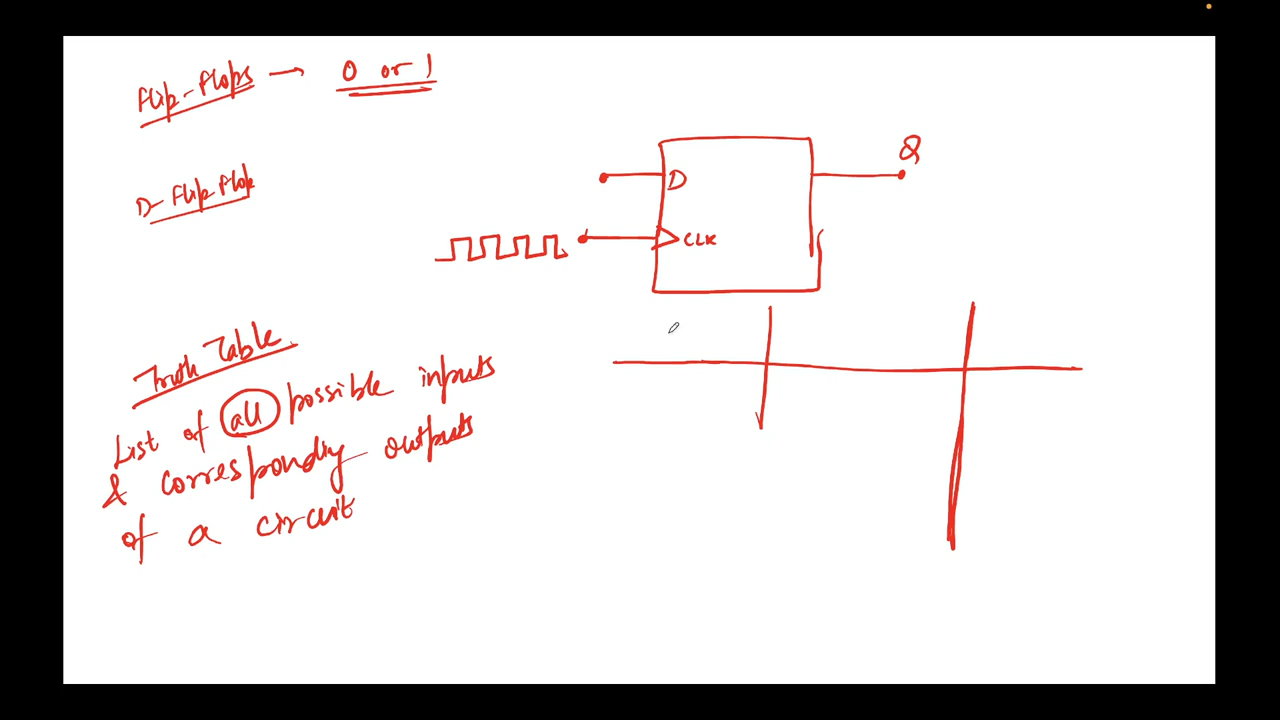 Flip-Flops → 0 or 1
Q
D
D-Flip Flop
CLK
Truth Table
List of all possible inputs
& corresponding outputs
of a circuit